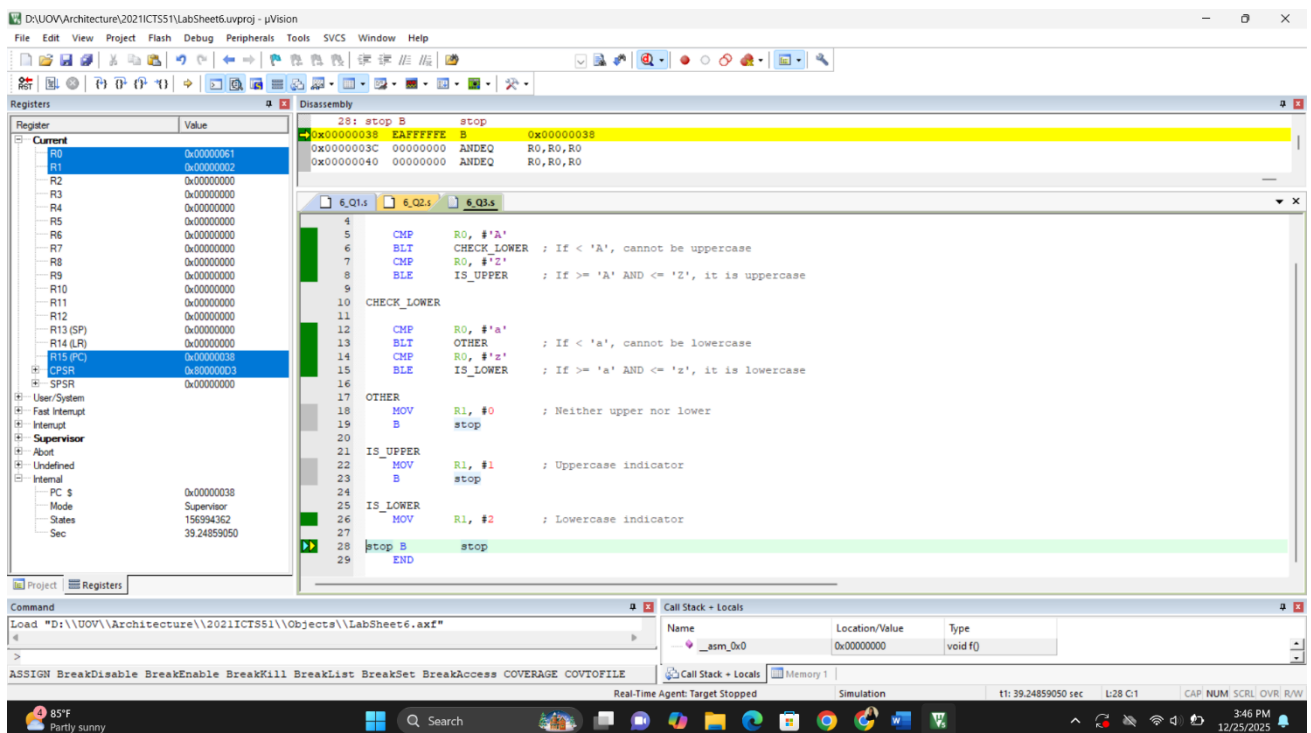 D:\UOV\Architecture\2021ICTS51\LabSheet6.uvproj - µVision
File Edit View Project Flash Debug Peripherals Tools SVCS Window Help
Registers
Register Value
Current
R0 0x00000061
R1 0x00000002
R2 0x00000000
R3 0x00000000
R4 0x00000000
R5 0x00000000
R6 0x00000000
R7 0x00000000
R8 0x00000000
R9 0x00000000
R10 0x00000000
R11 0x00000000
R12 0x00000000
R13 (SP) 0x00000000
R14 (LR) 0x00000000
R15 (PC) 0x00000038
CPSR 0x800000D3
SPSR 0x00000000
User/System
Fast Interrupt
Interrupt
Supervisor
Abort
Undefined
Internal
PC $ 0x00000038
Mode Supervisor
States 156994362
Sec 39.24859050
Project Registers
Disassembly
28: stop B stop
0x00000038 EAFFFFFE B 0x00000038
0x0000003C 00000000 ANDEQ R0,R0,R0
0x00000040 00000000 ANDEQ R0,R0,R0
6_Q1.s 6_Q2.s 6_Q3.s
4
5 CMP R0, #'A'
6 BLT CHECK_LOWER ; If < 'A', cannot be uppercase
7 CMP R0, #'Z'
8 BLE IS_UPPER ; If >= 'A' AND <= 'Z', it is uppercase
9
10 CHECK_LOWER
11
12 CMP R0, #'a'
13 BLT OTHER ; If < 'a', cannot be lowercase
14 CMP R0, #'z'
15 BLE IS_LOWER ; If >= 'a' AND <= 'z', it is lowercase
16
17 OTHER
18 MOV R1, #0 ; Neither upper nor lower
19 B stop
20
21 IS_UPPER
22 MOV R1, #1 ; Uppercase indicator
23 B stop
24
25 IS_LOWER
26 MOV R1, #2 ; Lowercase indicator
27
28 stop B stop
29 END
Command
Load "D:\\UOV\\Architecture\\2021ICTS51\\Objects\\LabSheet6.axf"
>
ASSIGN BreakDisable BreakEnable BreakKill BreakList BreakSet BreakAccess COVERAGE COVTOFILE
Call Stack + Locals
Name Location/Value Type
__asm_0x0 0x00000000 void f()
Call Stack + Locals Memory 1
Real-Time Agent: Target Stopped Simulation t1: 39.24859050 sec L:28 C:1 CAP NUM SCRL OVR R/W
4 85°F
Partly sunny
Search
3:46 PM
12/25/2025